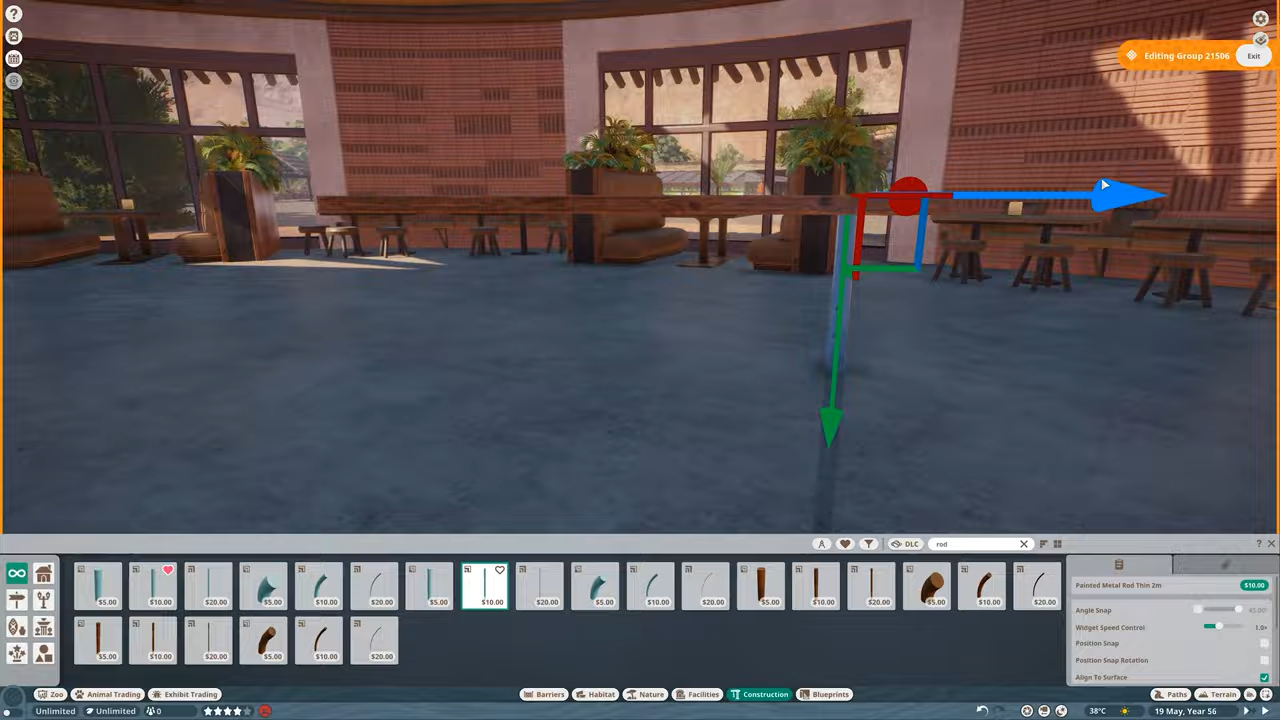 ?
Editing Group 21506
Exit
DLC
rod
?
$5.00 $10.00 $20.00 $5.00 $10.00 $20.00 $5.00 $10.00 $20.00 $5.00 $10.00 $20.00 $5.00 $10.00 $20.00 $5.00 $10.00 $20.00
$5.00 $10.00 $20.00 $5.00 $10.00 $20.00
Painted Metal Rod Thin 2m
$10.00
Angle Snap
45.00°
Widget Speed Control
1.0×
Position Snap
Position Snap Rotation
Align To Surface
Zoo
Animal Trading
Exhibit Trading
Barriers
Habitat
Nature
Facilities
Construction
Blueprints
Paths
Terrain
Unlimited
Unlimited
0
38°C
19 May, Year 56